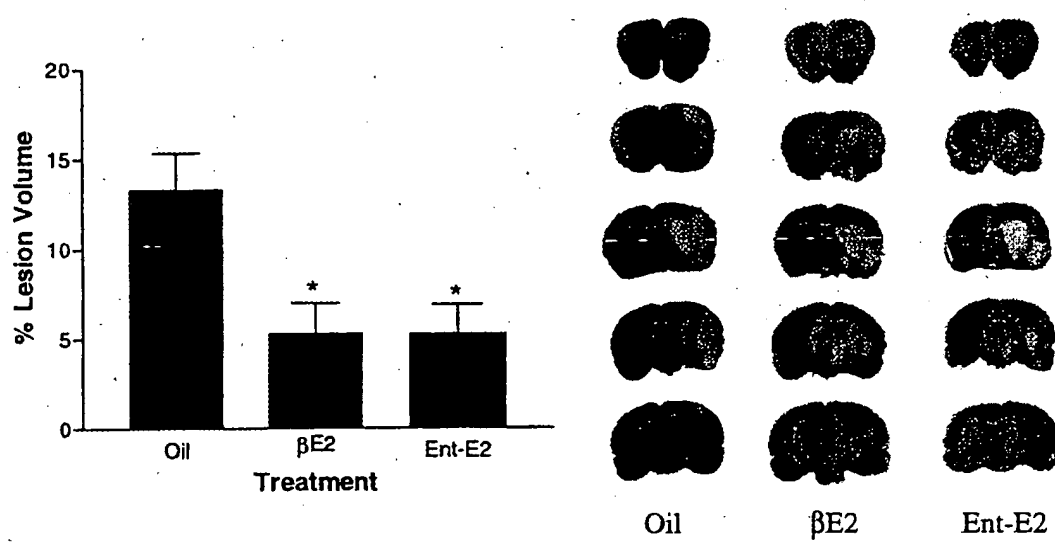 20
15
10
5
0
% Lesion Volume
*
*
Oil
βE2
Ent-E2
Treatment
Oil
βE2
Ent-E2